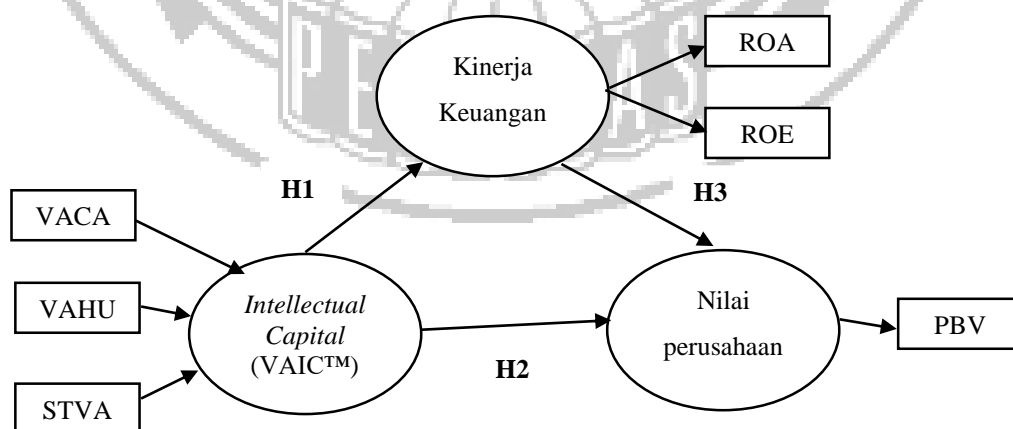 Kinerja
Keuangan
ROA
ROE
H1
H3
VACA
VAHU
STVA
Intellectual
Capital
(VAIC™)
H2
Nilai
perusahaan
PBV